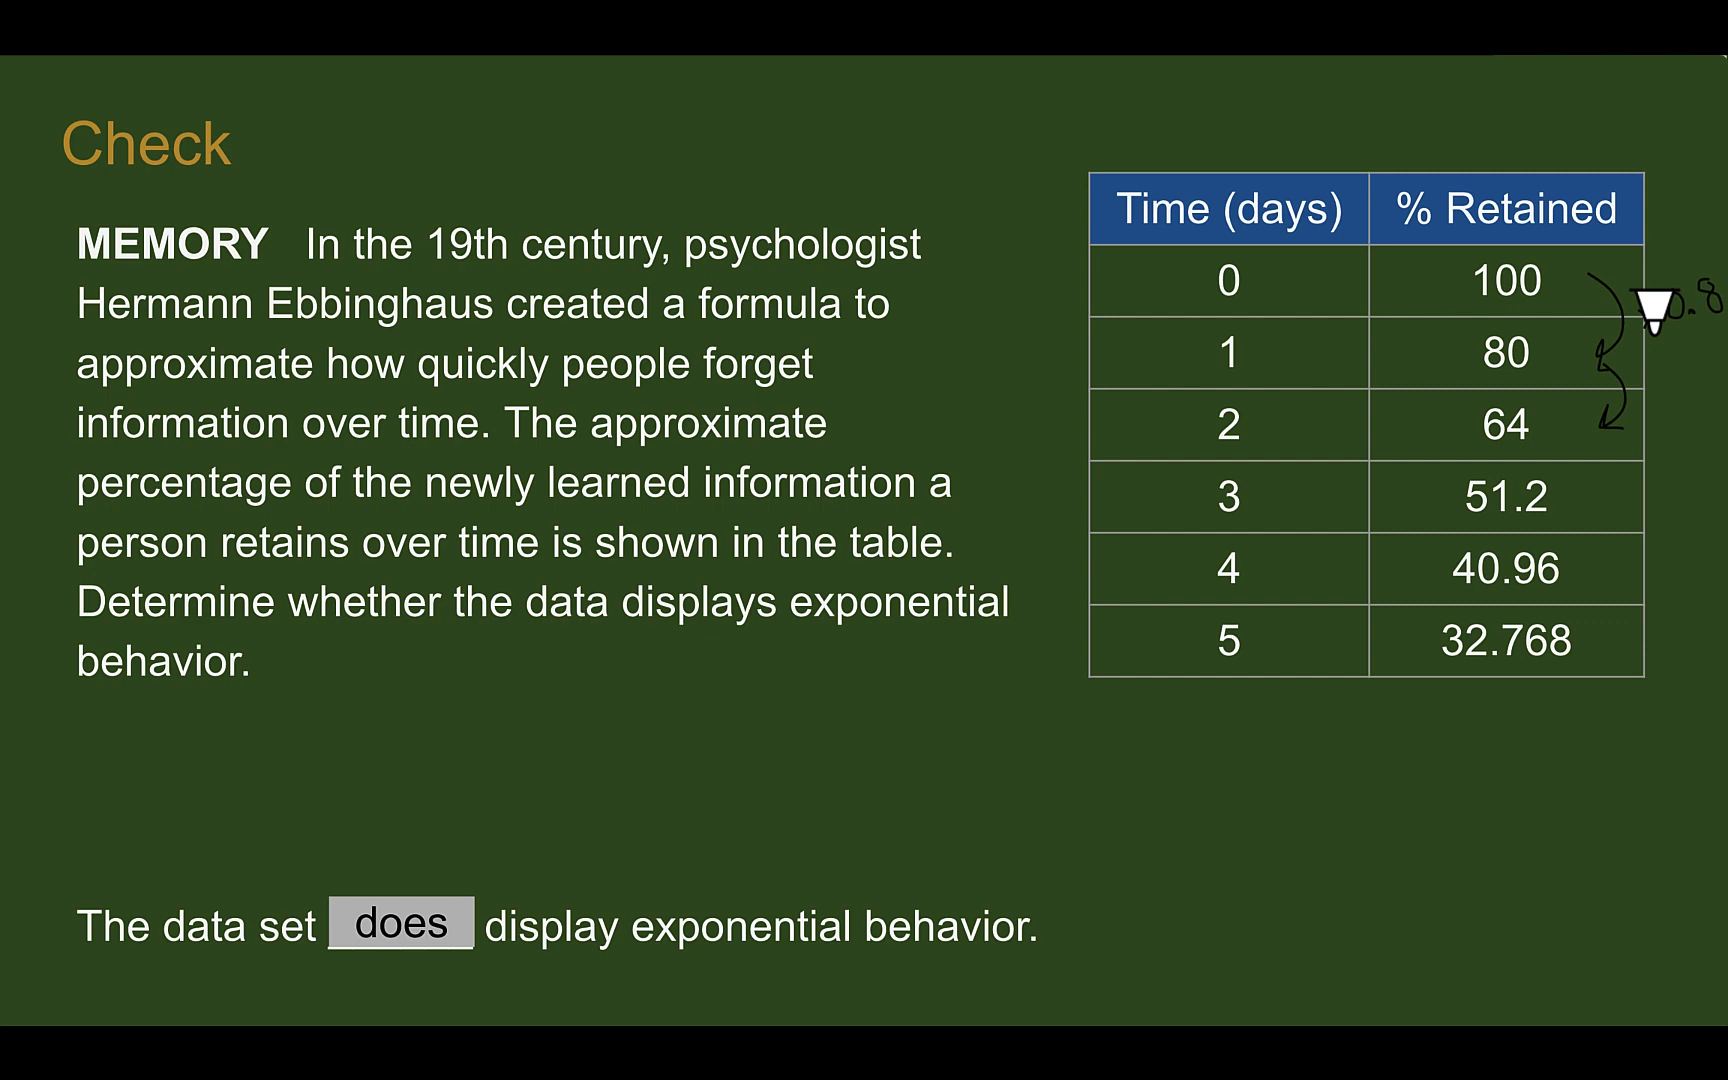 Check
MEMORY In the 19th century, psychologist
Hermann Ebbinghaus created a formula to
approximate how quickly people forget
information over time. The approximate
percentage of the newly learned information a
person retains over time is shown in the table.
Determine whether the data displays exponential
behavior.
Time (days) % Retained
0 100
1 80
2 64
3 51.2
4 40.96
5 32.768
0.8
The data set does display exponential behavior.